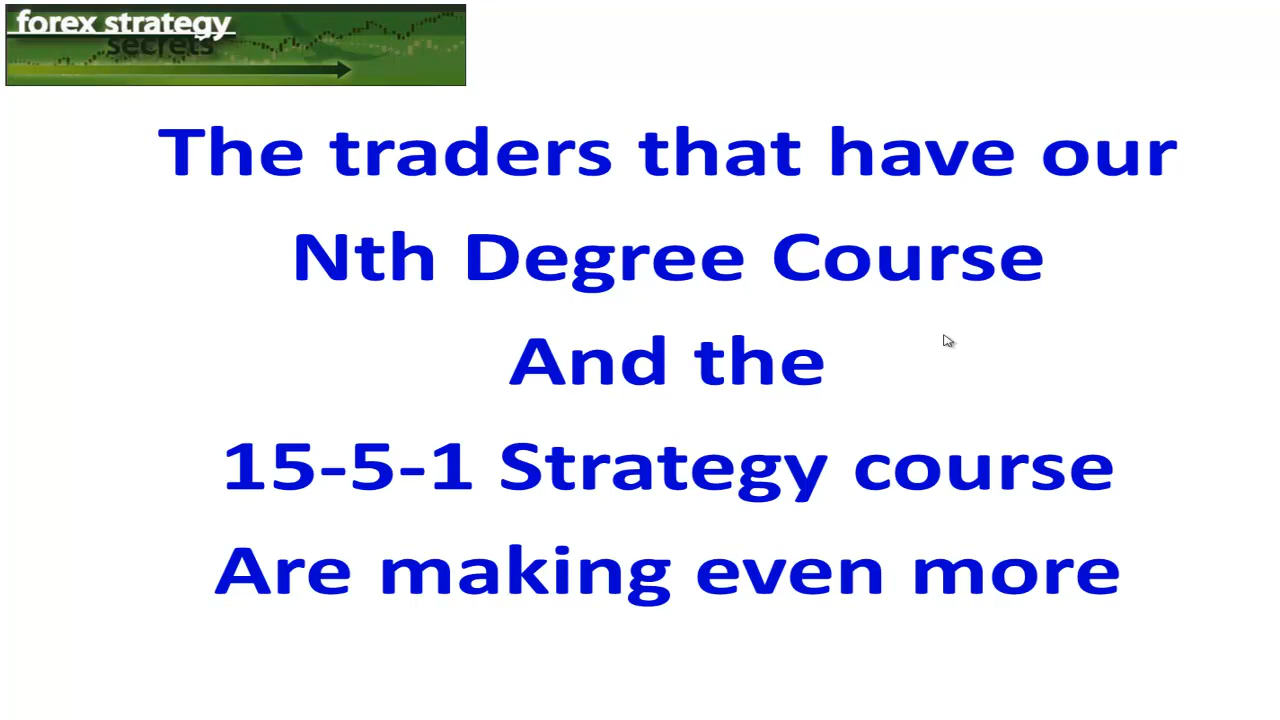 forex strategy
secrets
The traders that have our
Nth Degree Course
And the
15-5-1 Strategy course
Are making even more